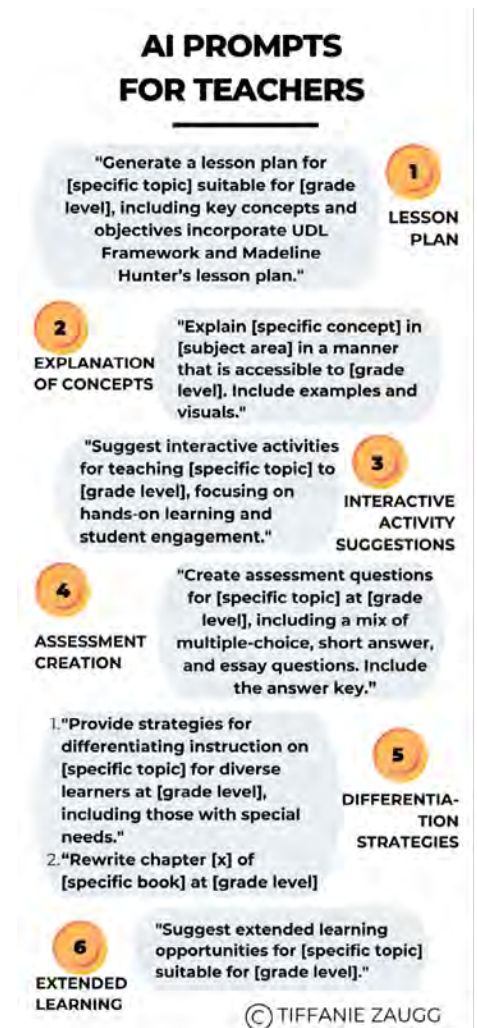 AI PROMPTS
FOR TEACHERS
"Generate a lesson plan for
[specific topic] suitable for [grade
level], including key concepts and
objectives incorporate UDL
Framework and Madeline
Hunter's lesson plan."
1
LESSON
PLAN
2
EXPLANATION
OF CONCEPTS
"Explain [specific concept] in
[subject area] in a manner
that is accessible to [grade
level]. Include examples and
visuals."
"Suggest interactive activities
for teaching [specific topic] to
[grade level], focusing on
hands-on learning and
student engagement."
3
INTERACTIVE
ACTIVITY
SUGGESTIONS
4
ASSESSMENT
CREATION
"Create assessment questions
for [specific topic] at [grade
level], including a mix of
multiple-choice, short answer,
and essay questions. Include
the answer key."
1."Provide strategies for
differentiating instruction on
[specific topic] for diverse
learners at [grade level],
including those with special
needs."
2."Rewrite chapter [x] of
[specific book] at [grade level]
5
DIFFERENTIA-
TION
STRATEGIES
6
EXTENDED
LEARNING
"Suggest extended learning
opportunities for [specific topic]
suitable for [grade level]."
© TIFFANIE ZAUGG